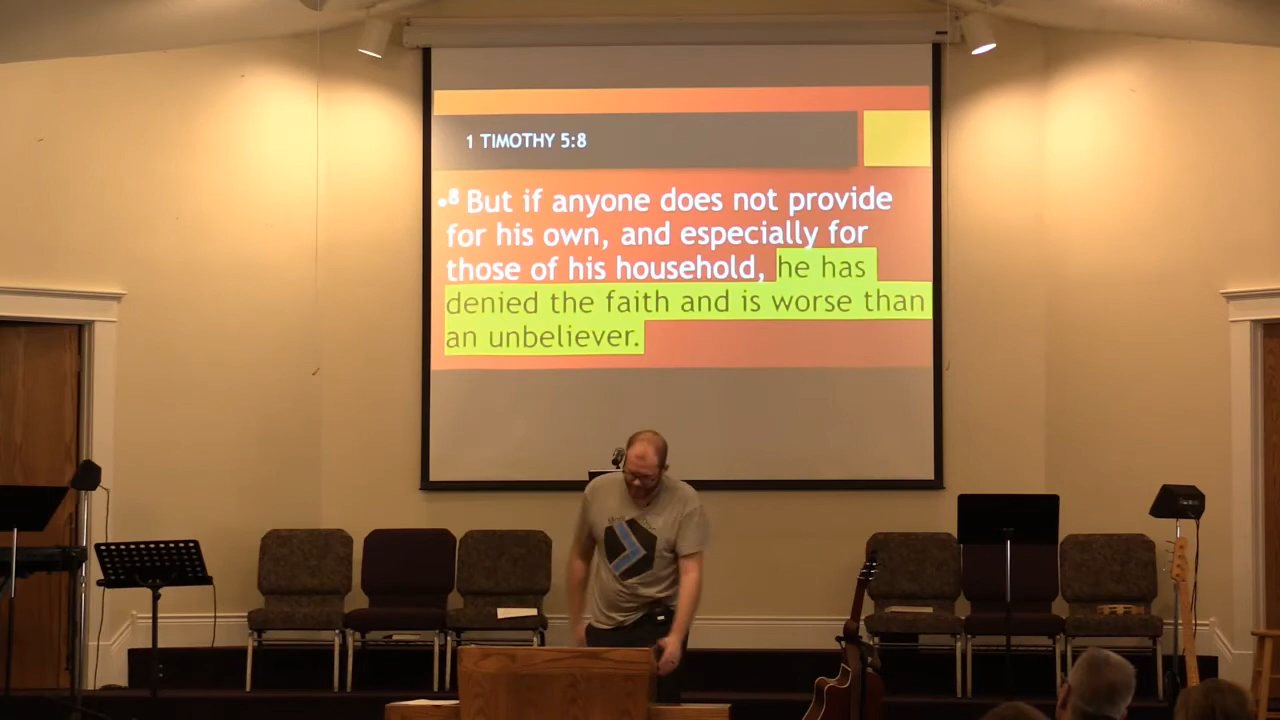 1 TIMOTHY 5:8
•8 But if anyone does not provide
for his own, and especially for
those of his household, he has
denied the faith and is worse than
an unbeliever.